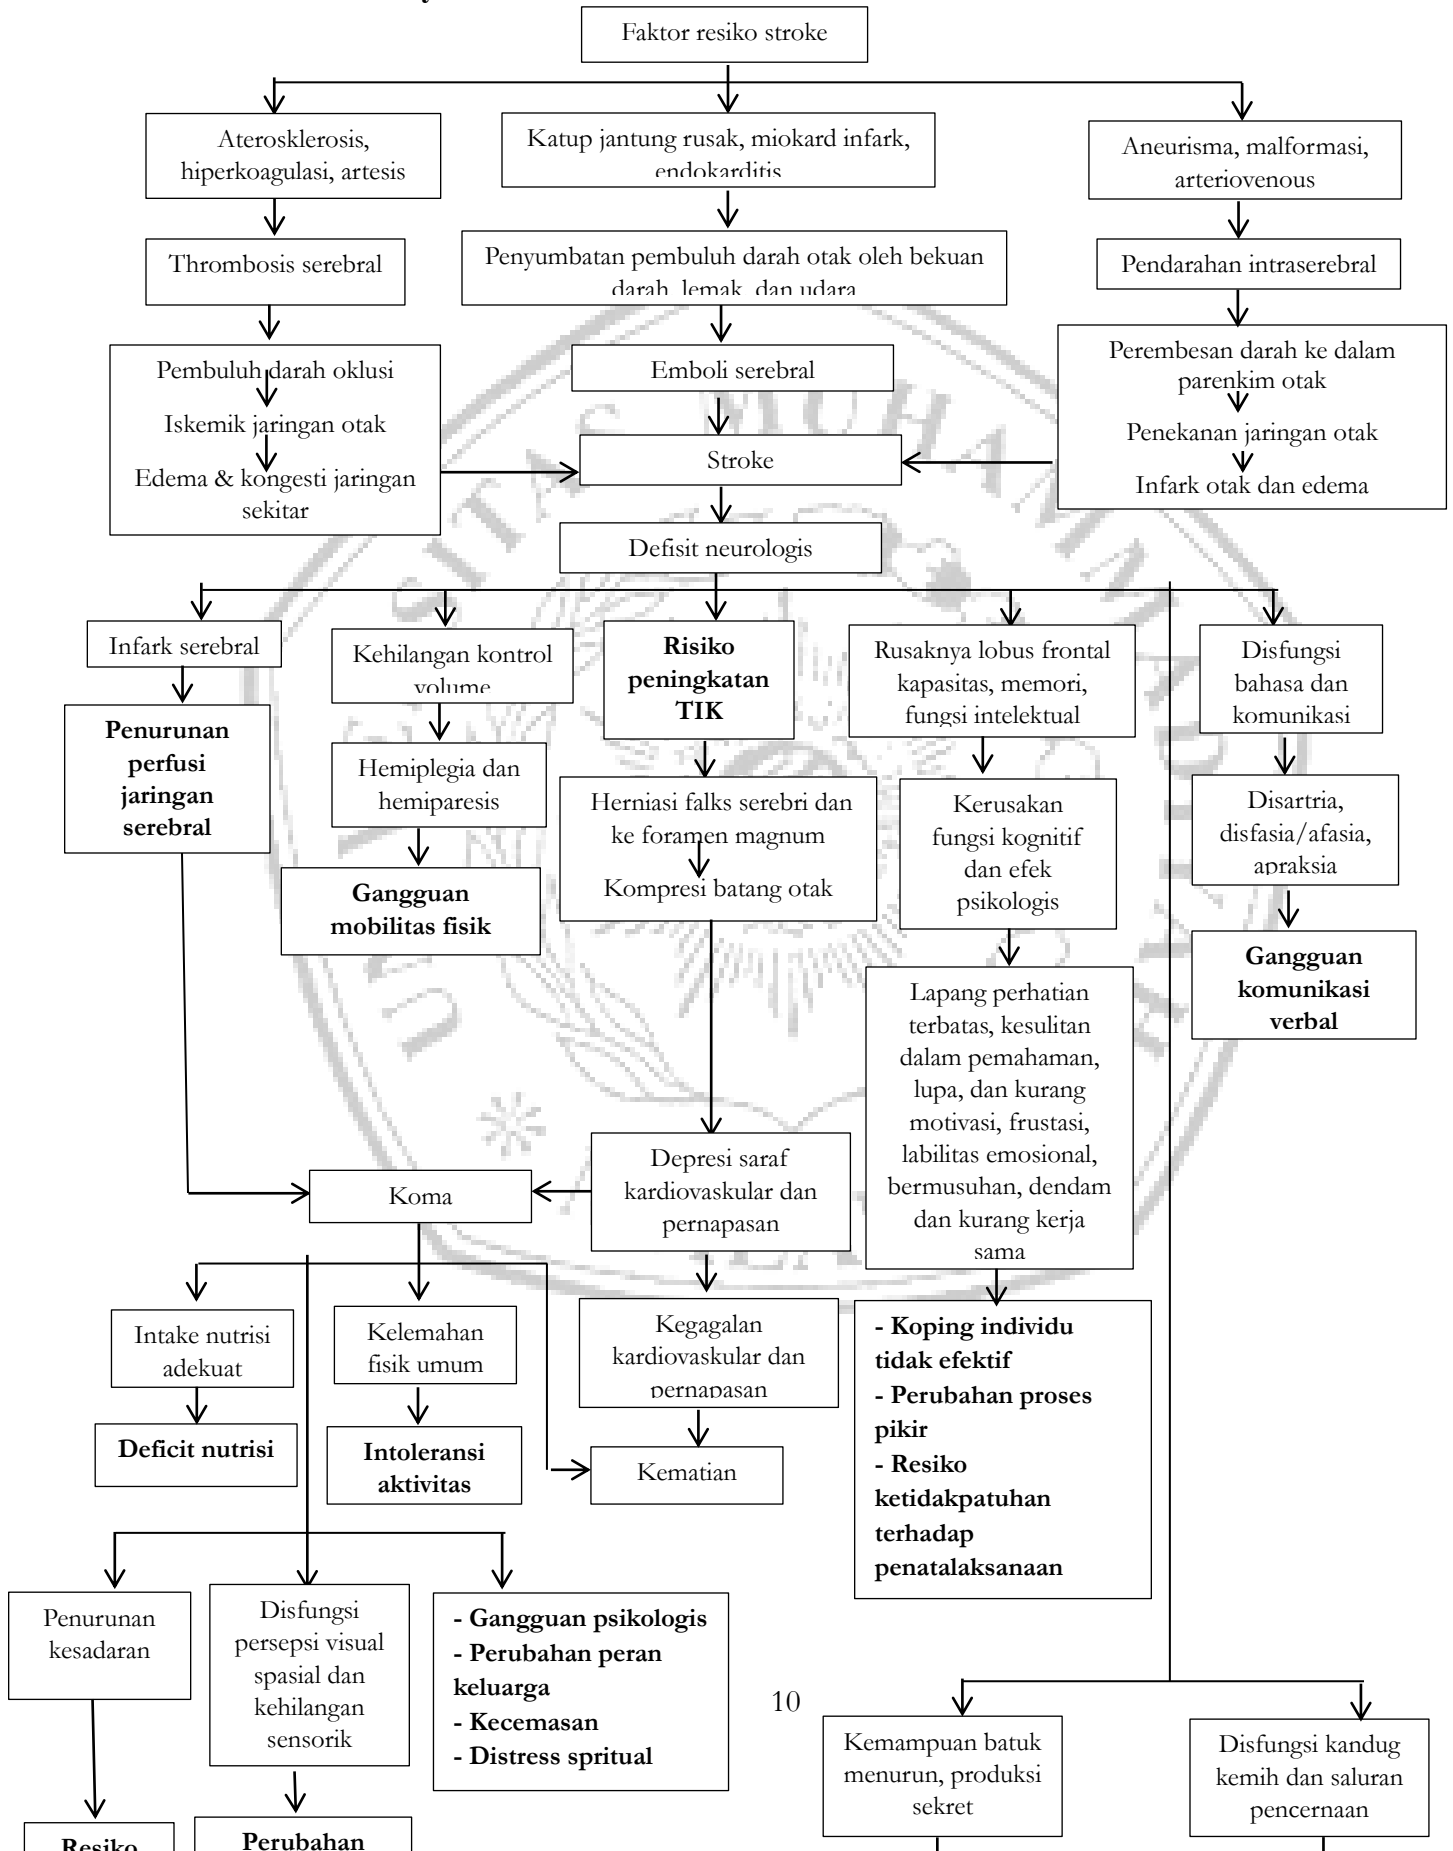 Faktor resiko stroke
Aterosklerosis,
hiperkoagulasi, artesis
Katup jantung rusak, miokard infark,
endokarditis
Aneurisma, malformasi,
arteriovenous
Thrombosis serebral
Penyumbatan pembuluh darah otak oleh bekuan
darah, lemak, dan udara
Pendarahan intraserebral
Pembuluh darah oklusi
Iskemik jaringan otak
Edema & kongesti jaringan
sekitar
Emboli serebral
Perembesan darah ke dalam
parenkim otak
Penekanan jaringan otak
Infark otak dan edema
Stroke
Defisit neurologis
Infark serebral
Kehilangan kontrol
volume
Risiko
peningkatan
TIK
Rusaknya lobus frontal
kapasitas, memori,
fungsi intelektual
Disfungsi
bahasa dan
komunikasi
Penurunan
perfusi
jaringan
serebral
Hemiplegia dan
hemiparesis
Herniasi falks serebri dan
ke foramen magnum
Kompresi batang otak
Kerusakan
fungsi kognitif
dan efek
psikologis
Disartria,
disfasia/afasia,
apraksia
Gangguan
mobilitas fisik
Gangguan
komunikasi
verbal
Lapang perhatian
terbatas, kesulitan
dalam pemahaman,
lupa, dan kurang
motivasi, frustasi,
labilitas emosional,
bermusuhan, dendam
dan kurang kerja
sama
Koma
Depresi saraf
kardiovaskular dan
pernapasan
Intake nutrisi
adekuat
Kelemahan
fisik umum
Kegagalan
kardiovaskular dan
pernapasan
- Koping individu
tidak efektif
- Perubahan proses
pikir
- Resiko
ketidakpatuhan
terhadap
penatalaksanaan
Deficit nutrisi
Intoleransi
aktivitas
Kematian
Penurunan
kesadaran
Disfungsi
persepsi visual
spasial dan
kehilangan
sensorik
- Gangguan psikologis
- Perubahan peran
keluarga
- Kecemasan
- Distress spritual
10
Kemampuan batuk
menurun, produksi
sekret
Disfungsi kandug
kemih dan saluran
pencernaan
Resiko
Perubahan